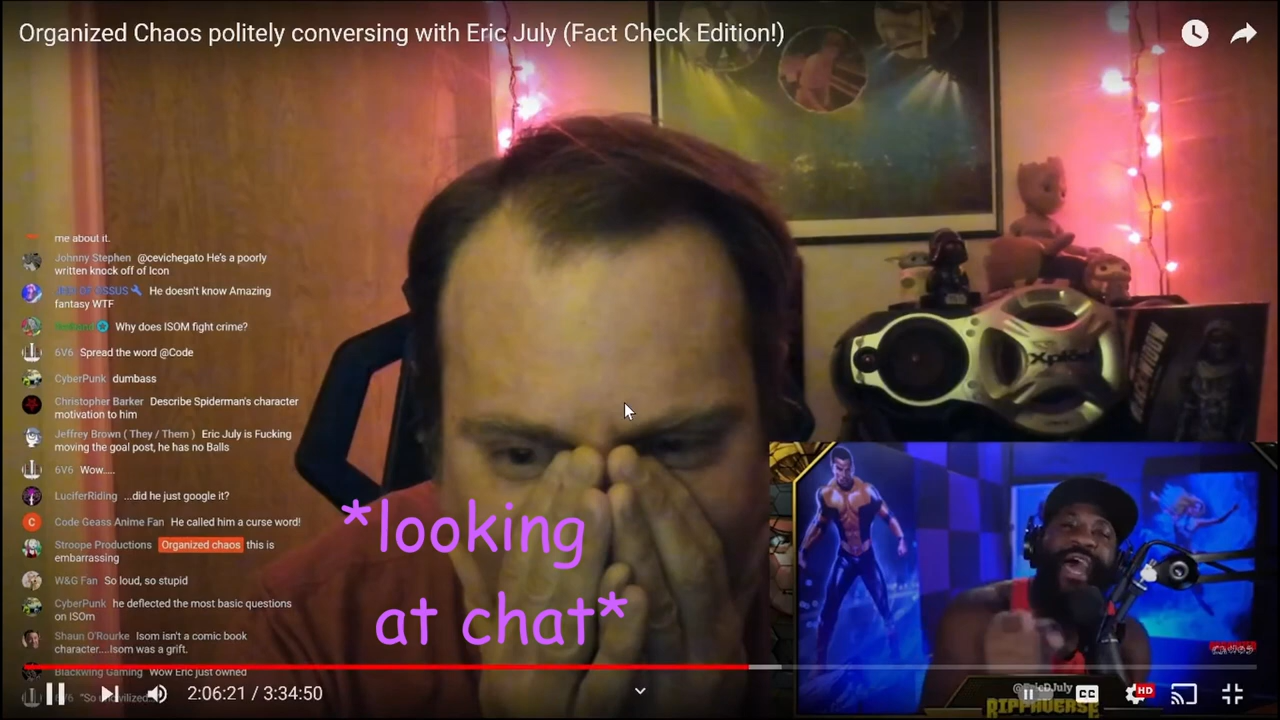 Organized Chaos politely conversing with Eric July (Fact Check Edition!)
me about it.
Johnny Stephen @cevichegato He's a poorly
written knock off of Icon
He doesn't know Amazing
fantasy WTF
Why does ISOM fight crime?
6V6 Spread the word @Code
CyberPunk dumbass
Christopher Barker Describe Spiderman's character
motivation to him
Jeffrey Brown ( They / Them ) Eric July is Fucking
moving the goal post, he has no Balls
6V6 Wow.....
LuciferRiding ...did he just google it?
Code Geass Anime Fan He called him a curse word!
Stroope Productions Organized chaos this is
embarrassing
W&G Fan So loud, so stupid
CyberPunk he deflected the most basic questions
on ISOm
Shaun O'Rourke Isom isn't a comic book
character....Isom was a grift.
Blackwing Gaming Wow Eric just owned
*looking
at chat*
Xplod
2:06:21 / 3:34:50
@EricDJuly
RIPPAVERSE
CC
HD